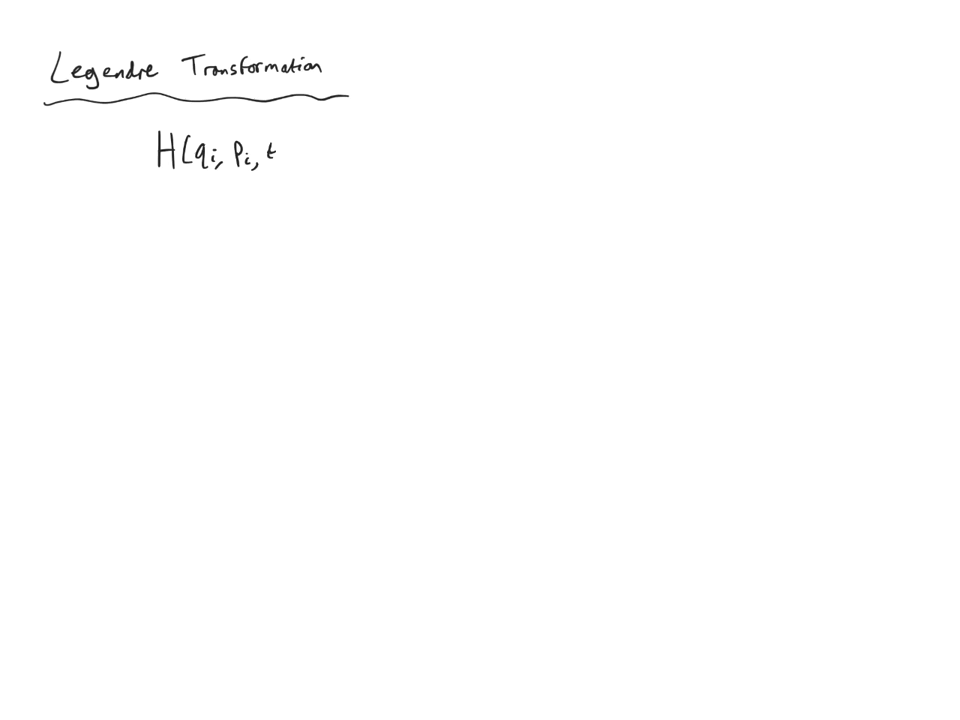 Legendre Transformation
H(qi, pi, t